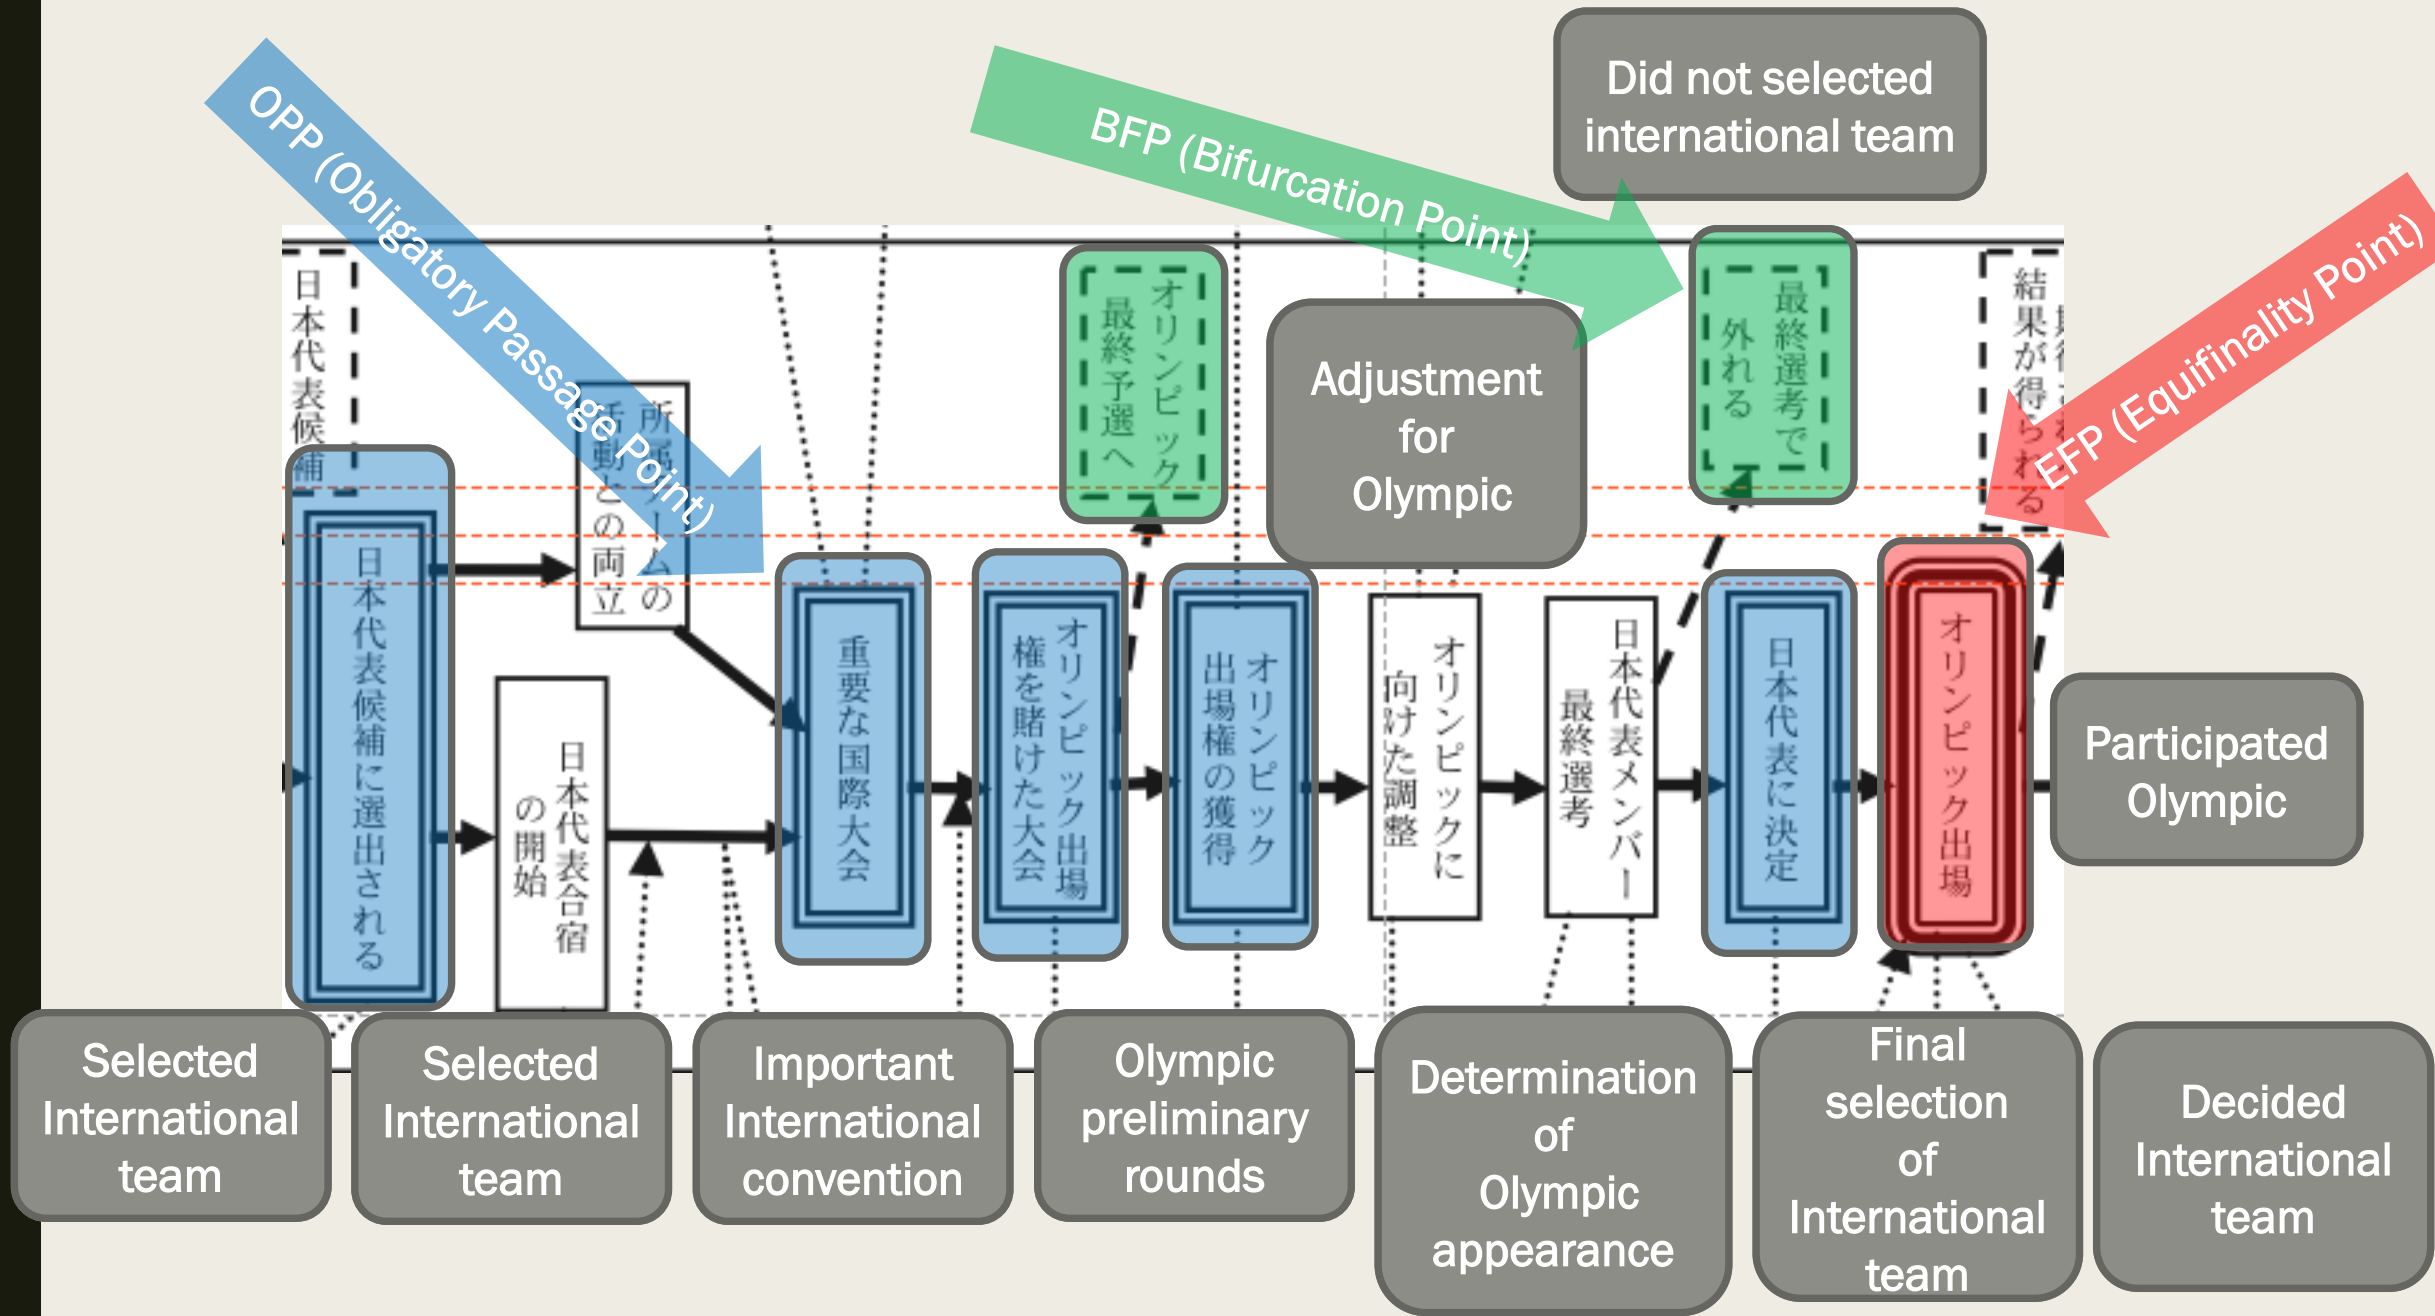 Did not selected
international team
OPP (Obligatory Passage Point)
BFP (Bifurcation Point)
EFP (Equifinality Point)
日本代表候補
日本代表候補に選出される
所属チームの
活動との両立
日本代表合宿
の開始
重要な国際大会
オリンピック出場
権を賭けた大会
オリンピック
最終予選へ
オリンピック
出場権の獲得
Adjustment
for
Olympic
オリンピックに
向けた調整
日本代表メンバー
最終選考
最終選考で
外れる
日本代表に決定
オリンピック出場
結果が得られる
Participated
Olympic
Selected
International
team
Selected
International
team
Important
International
convention
Olympic
preliminary
rounds
Determination
of
Olympic
appearance
Final
selection
of
International
team
Decided
International
team